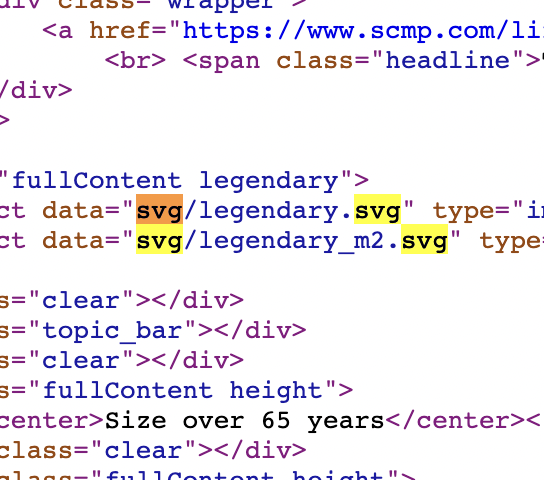 div class="wrapper">
<a href="https://www.scmp.com/li
<br> <span class="headline">
/div>
>
"fullContent legendary">
ct data="svg/legendary.svg" type="i
ct data="svg/legendary_m2.svg" type=
s="clear"></div>
s="topic_bar"></div>
s="clear"></div>
s="fullContent height">
center>Size over 65 years</center><
class="clear"></div>
class="fullContent height">